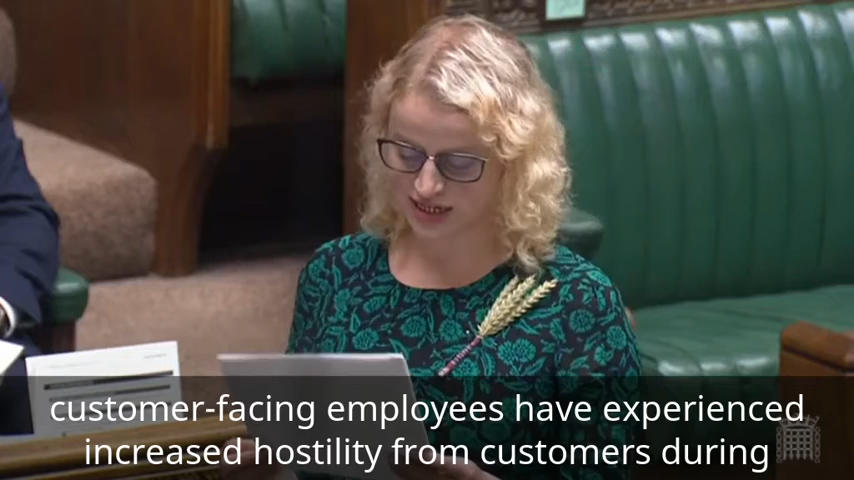 customer-facing employees have experienced
increased hostility from customers during